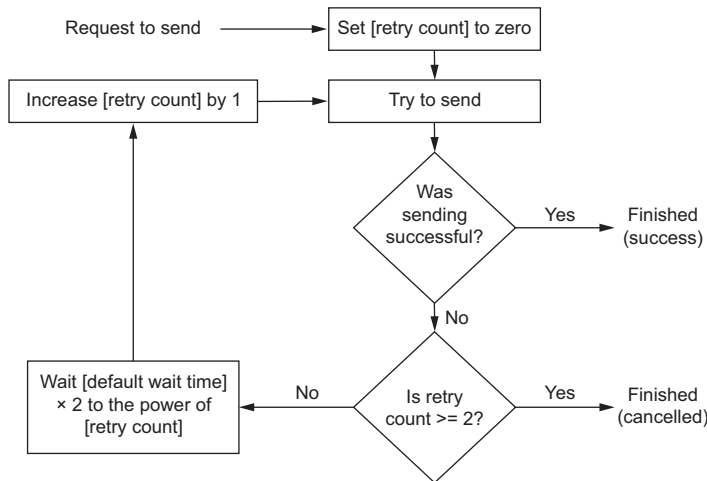 Request to send
Set [retry count] to zero
Increase [retry count] by 1
Try to send
Was
sending
successful?
Yes
Finished
(success)
No
Wait [default wait time]
× 2 to the power of
[retry count]
No
Is retry
count >= 2?
Yes
Finished
(cancelled)